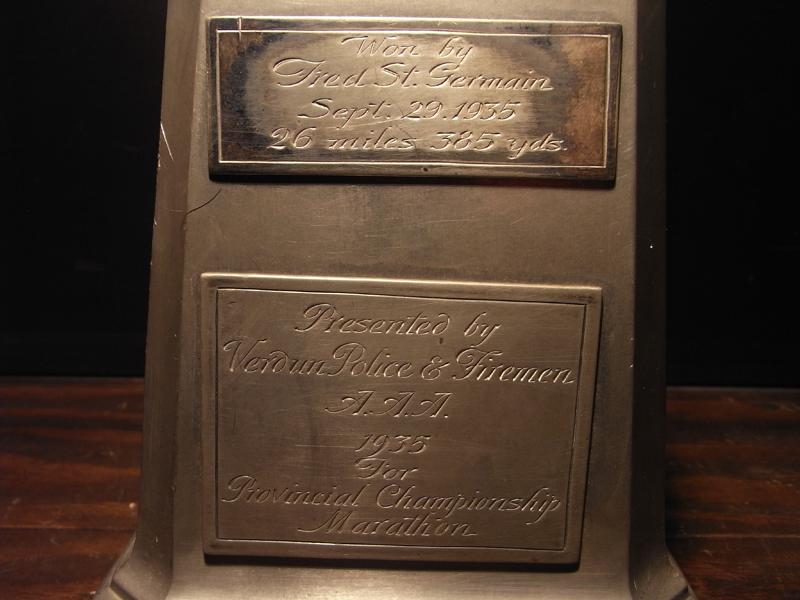 Won by
Fred St. Germain
Sept. 29. 1935
26 miles 385 yds.
Presented by
Verdun Police & Firemen
A.A.A.
1935
For
Provincial Championship
Marathon